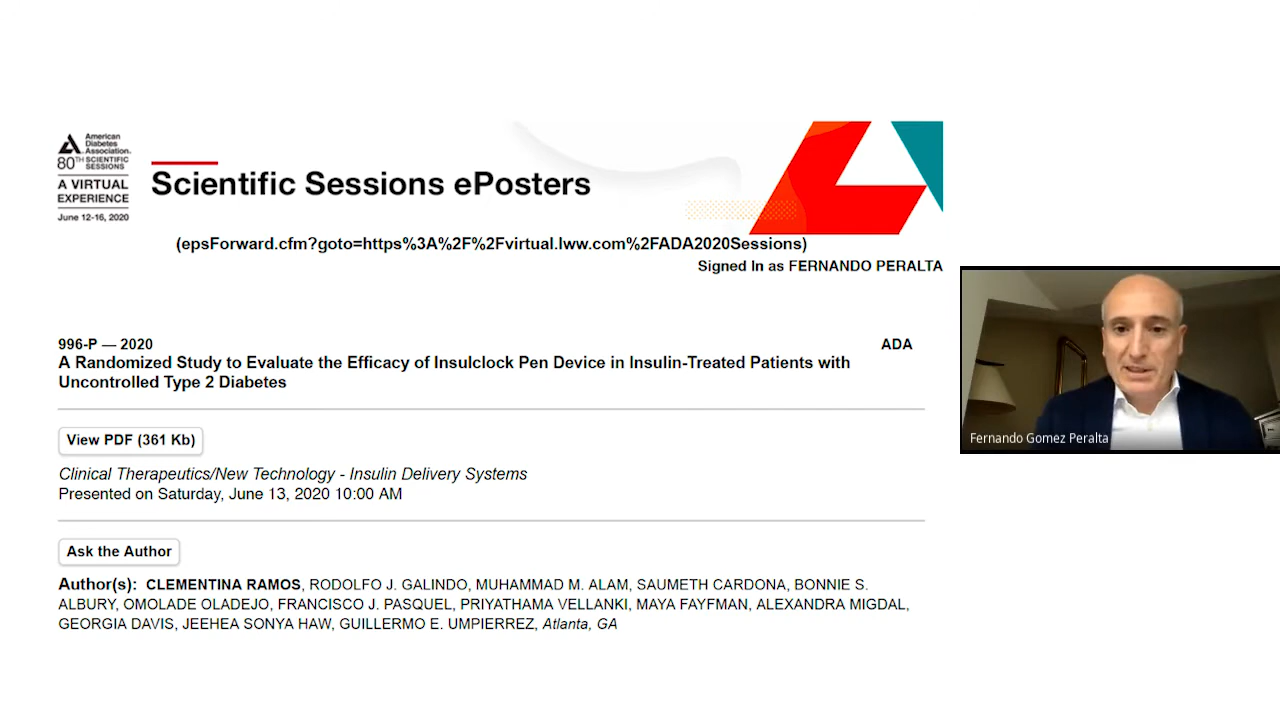 American
Diabetes
Association.
80TH SCIENTIFIC
SESSIONS
A VIRTUAL
EXPERIENCE
June 12-16, 2020
Scientific Sessions ePosters
(epsForward.cfm?goto=https%3A%2F%2Fvirtual.lww.com%2FADA2020Sessions)
Signed In as FERNANDO PERALTA
996-P — 2020 ADA
A Randomized Study to Evaluate the Efficacy of Insulclock Pen Device in Insulin-Treated Patients with
Uncontrolled Type 2 Diabetes
View PDF (361 Kb)
Clinical Therapeutics/New Technology - Insulin Delivery Systems
Presented on Saturday, June 13, 2020 10:00 AM
Ask the Author
Author(s): CLEMENTINA RAMOS, RODOLFO J. GALINDO, MUHAMMAD M. ALAM, SAUMETH CARDONA, BONNIE S.
ALBURY, OMOLADE OLADEJO, FRANCISCO J. PASQUEL, PRIYATHAMA VELLANKI, MAYA FAYFMAN, ALEXANDRA MIGDAL,
GEORGIA DAVIS, JEEHEA SONYA HAW, GUILLERMO E. UMPIERREZ, Atlanta, GA
Fernando Gomez Peralta